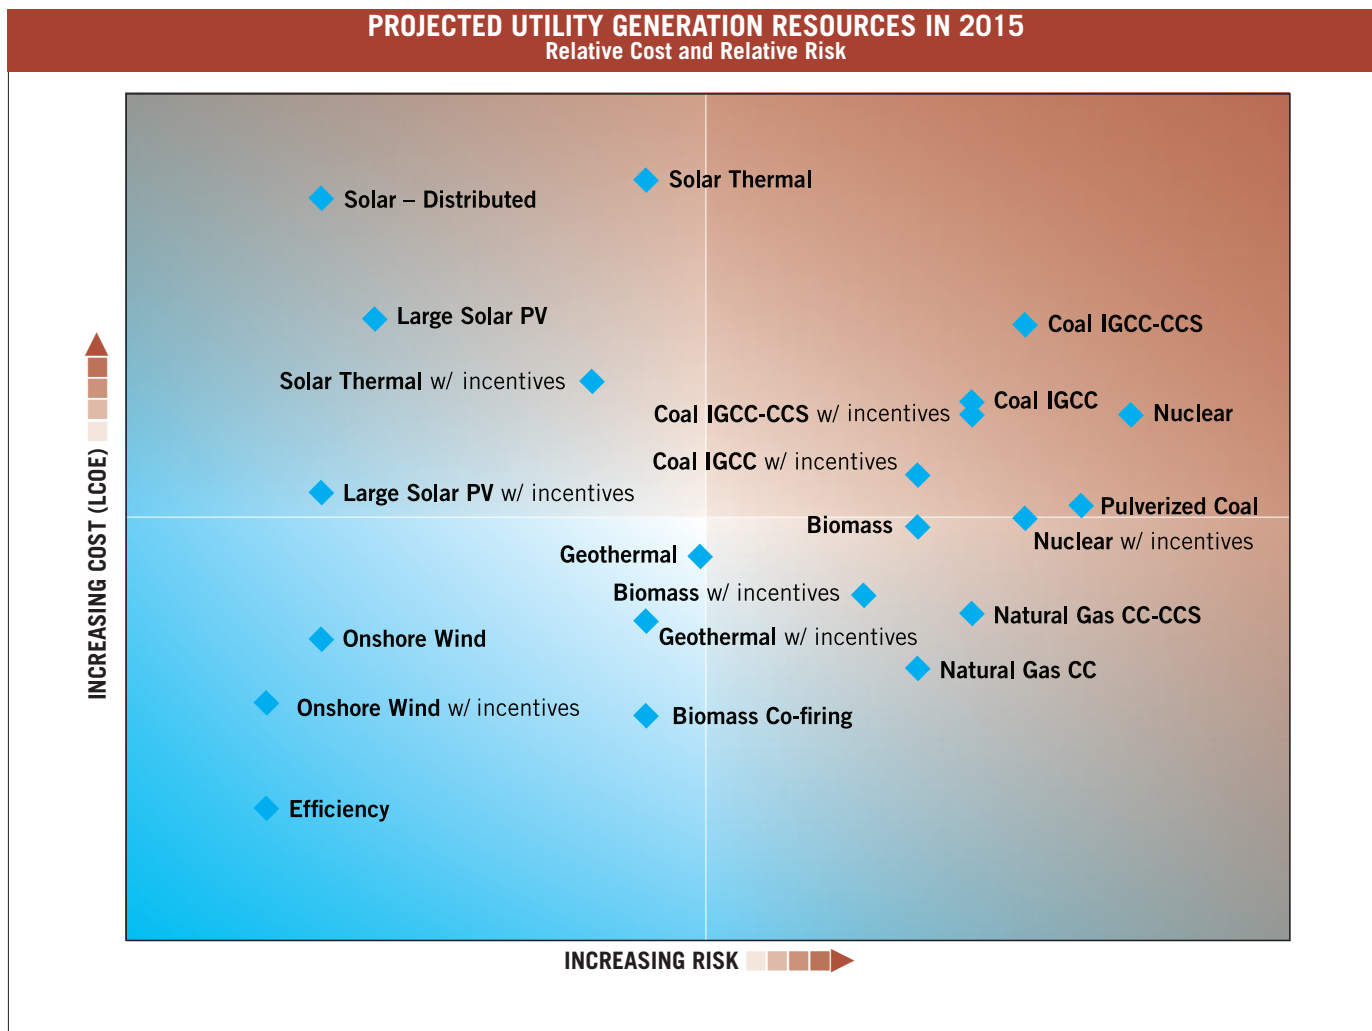 PROJECTED UTILITY GENERATION RESOURCES IN 2015
Relative Cost and Relative Risk
Solar Thermal
Solar – Distributed
Large Solar PV
Coal IGCC-CCS
Solar Thermal w/ incentives
Coal IGCC
Coal IGCC-CCS w/ incentives
Nuclear
Coal IGCC w/ incentives
Large Solar PV w/ incentives
Pulverized Coal
Biomass
Nuclear w/ incentives
Geothermal
Biomass w/ incentives
Natural Gas CC-CCS
Geothermal w/ incentives
Onshore Wind
Natural Gas CC
Onshore Wind w/ incentives
Biomass Co-firing
Efficiency
INCREASING COST (LCOE)
INCREASING RISK